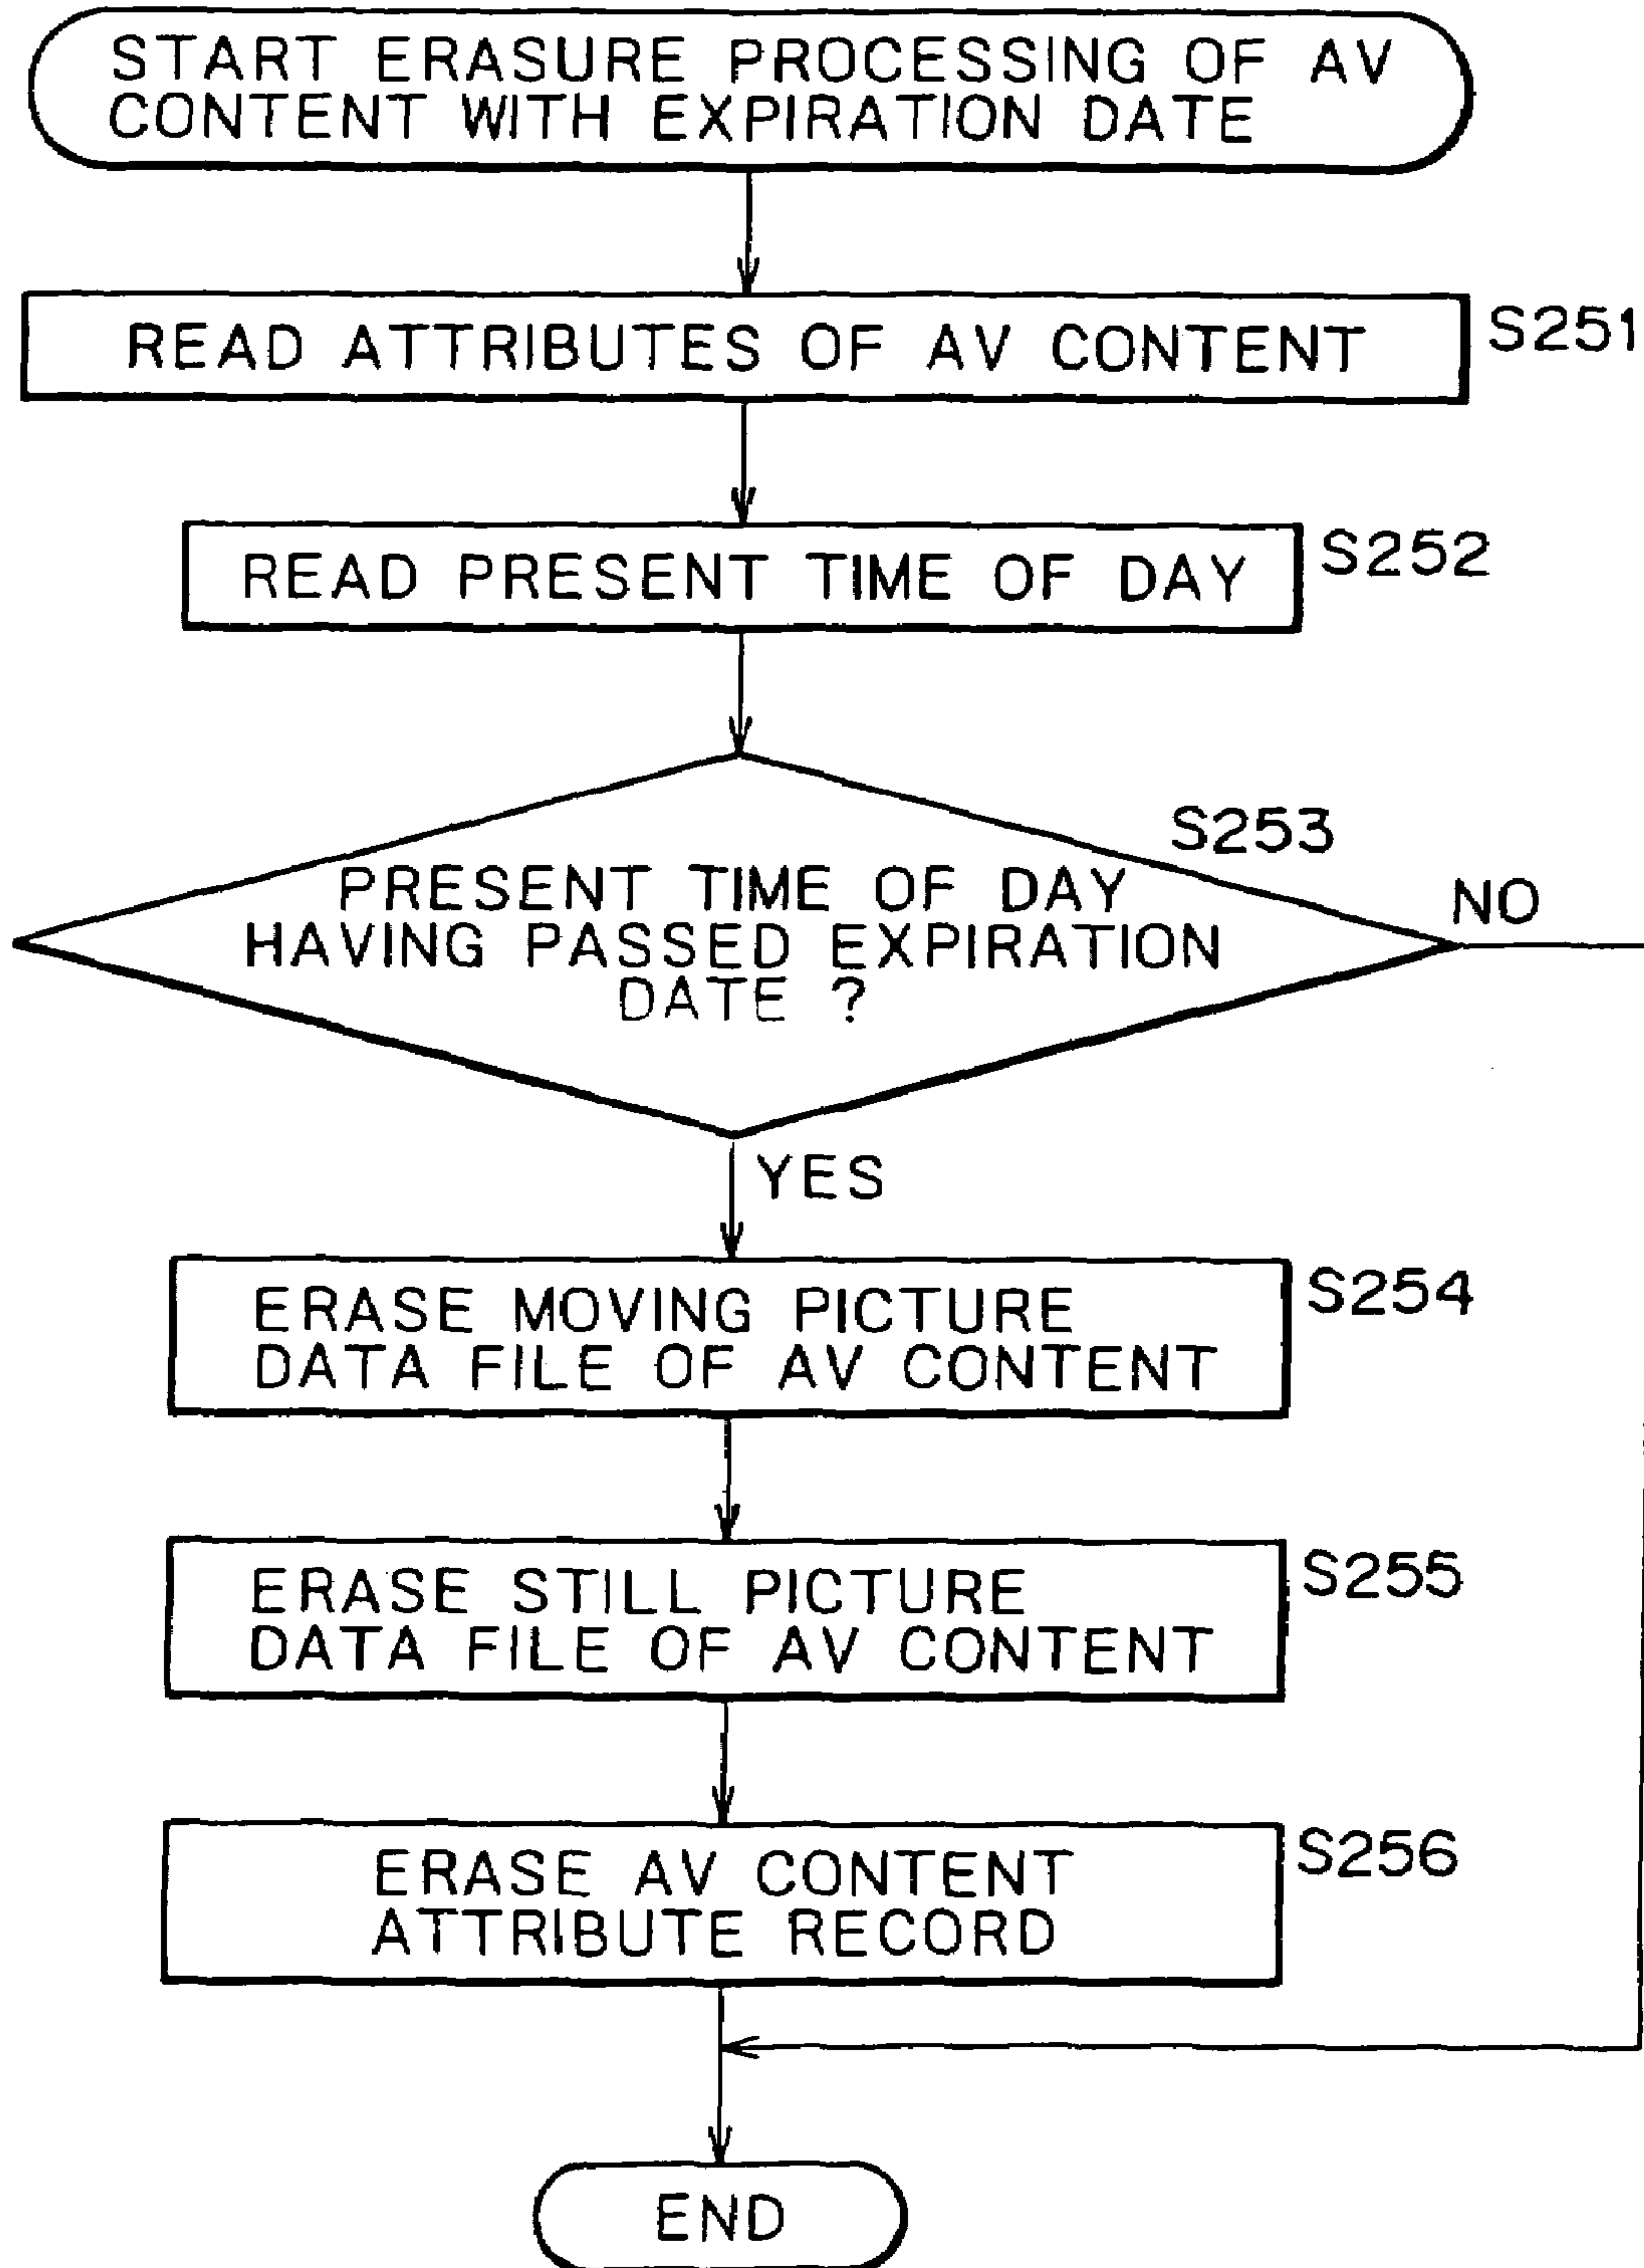 START ERASURE PROCESSING OF AV
CONTENT WITH EXPIRATION DATE
READ ATTRIBUTES OF AV CONTENT
S251
READ PRESENT TIME OF DAY
S252
S253
PRESENT TIME OF DAY
HAVING PASSED EXPIRATION
DATE ?
NO
YES
ERASE MOVING PICTURE
DATA FILE OF AV CONTENT
S254
ERASE STILL PICTURE
DATA FILE OF AV CONTENT
S255
ERASE AV CONTENT
ATTRIBUTE RECORD
S256
END